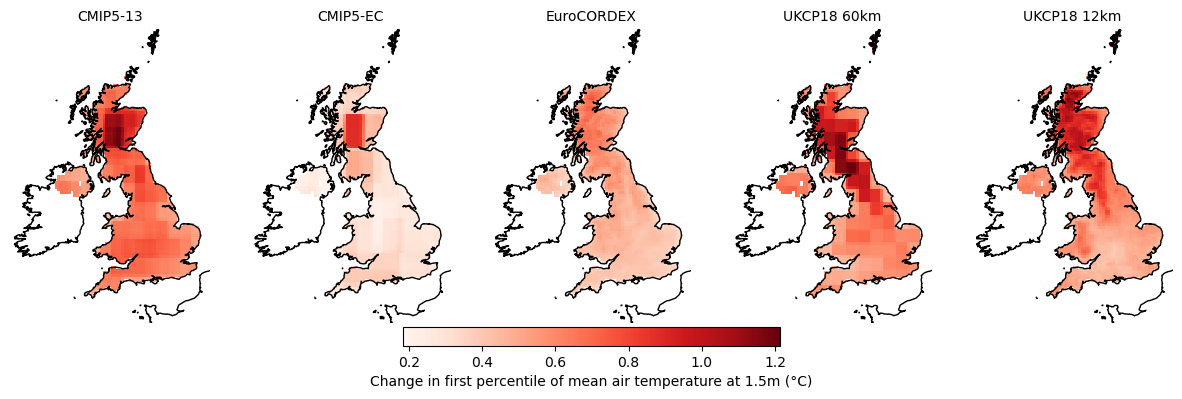 CMIP5-13 CMIP5-EC EuroCORDEX UKCP18 60km UKCP18 12km
0.2 0.4 0.6 0.8 1.0 1.2
Change in first percentile of mean air temperature at 1.5m (°C)